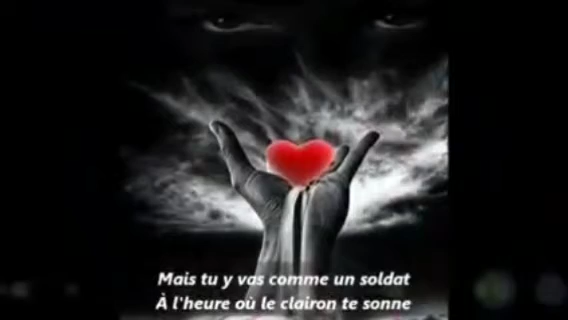 Mais tu y vas comme un soldat
À l'heure où le clairon te sonne